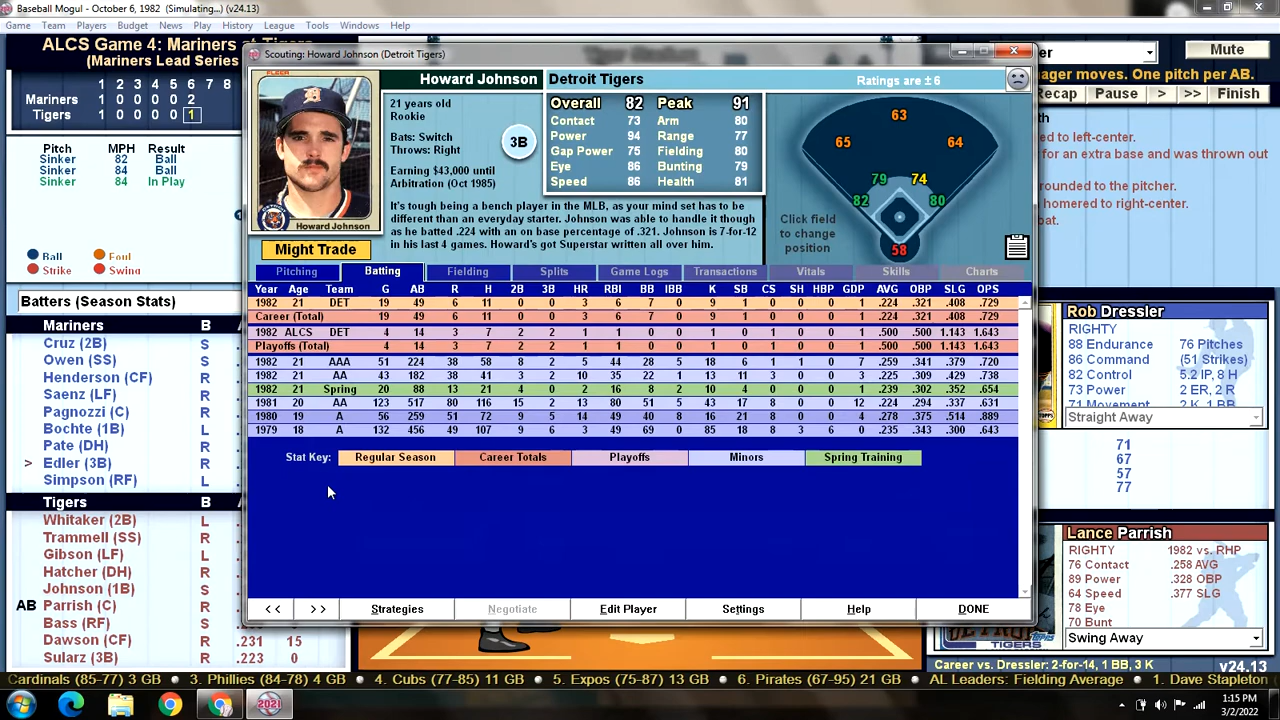 Baseball Mogul - October 6, 1982 (Simulating...) (v24.13)
Game Team Players Budget News Play History League Tools Windows Help
ALCS Game 4: Mariners at Tigers
(Mariners Lead Series
1 2 3 4 5 6 7 8
Mariners 1 0 0 0 0 2
Tigers 1 0 0 0 0 1
Pitch MPH Result
Sinker 82 Ball
Sinker 84 Ball
Sinker 84 In Play
Ball Foul
Strike Swing
Batters (Season Stats)
Mariners B
Cruz (2B) S
Owen (SS) S
Henderson (CF) R
Saenz (LF) R
Pagnozzi (C) R
Bochte (1B) L
Pate (DH) R
> Edler (3B) R
Simpson (RF) L
Tigers B
Whitaker (2B) L
Trammell (SS) R
Gibson (LF) L
Hatcher (DH) R
Johnson (1B) S
AB Parrish (C) R
Bass (RF) L
Dawson (CF) R .231 15
Sularz (3B) R .223 0
Scouting: Howard Johnson (Detroit Tigers)
FLEER
Howard Johnson
Howard Johnson
Detroit Tigers
Ratings are ± 6
21 years old
Rookie
Bats: Switch
Throws: Right
Earning $43,000 until
Arbitration (Oct 1985)
3B
Overall 82 Peak 91
Contact 73 Arm 80
Power 94 Range 77
Gap Power 75 Fielding 80
Eye 86 Bunting 79
Speed 86 Health 81
It's tough being a bench player in the MLB, as your mind set has to be
different than an everyday starter. Johnson was able to handle it though
as he batted .224 with an on base percentage of .321. Johnson is 7-for-12
in his last 4 games. Howard's got Superstar written all over him.
63
65 64
79 74
82 80
58
Click field
to change
position
Might Trade
Pitching Batting Fielding Splits Game Logs Transactions Vitals Skills Charts
Year Age Team G AB R H 2B 3B HR RBI BB IBB K SB CS SH HBP GDP AVG OBP SLG OPS
1982 21 DET 19 49 6 11 0 0 3 6 7 0 9 1 0 0 0 1 .224 .321 .408 .729
Career (Total) 19 49 6 11 0 0 3 6 7 0 9 1 0 0 0 1 .224 .321 .408 .729
1982 ALCS DET 4 14 3 7 2 2 1 1 0 0 1 0 0 0 0 0 .500 .500 1.143 1.643
Playoffs (Total) 4 14 3 7 2 2 1 1 0 0 1 0 0 0 0 0 .500 .500 1.143 1.643
1982 21 AAA 51 224 38 58 8 2 5 44 28 5 18 6 1 0 0 7 .259 .341 .379 .720
1982 21 AA 43 182 38 41 3 2 10 35 22 1 13 11 3 0 0 3 .225 .309 .429 .738
1982 21 Spring 20 88 13 21 4 0 2 16 8 2 10 4 0 0 0 1 .239 .302 .352 .654
1981 20 AA 123 517 80 116 15 2 13 80 51 5 43 17 8 0 0 12 .224 .294 .337 .631
1980 19 A 56 259 51 72 9 5 14 49 40 8 16 21 8 0 0 4 .278 .375 .514 .889
1979 18 A 132 456 49 107 9 6 3 49 69 0 85 18 8 3 6 0 .235 .343 .300 .643
Stat Key: Regular Season Career Totals Playoffs Minors Spring Training
<< >> Strategies Negotiate Edit Player Settings Help DONE
Mute
Recap Pause > >> Finish
One pitch per AB.
ed to left-center.
for an extra base and was thrown out
rounded to the pitcher.
homered to right-center.
bat.
Rob Dressler
RIGHTY
88 Endurance 76 Pitches
86 Command (51 Strikes)
82 Control 5.2 IP, 8 H
73 Power 2 ER, 2 R
71 Movement 2 K, 1 BB
Straight Away
71
67
57
77
Lance Parrish
RIGHTY 1982 vs. RHP
76 Contact .258 AVG
89 Power .328 OBP
64 Speed .377 SLG
78 Eye
70 Bunt
Swing Away
TIGERS
Career vs. Dressler: 2-for-14, 1 BB, 3 K v24.13
Cardinals (85-77) 3 GB • 3. Phillies (84-78) 4 GB • 4. Cubs (77-85) 11 GB • 5. Expos (75-87) 13 GB • 6. Pirates (67-95) 21 GB • AL Leaders: Fielding Average • 1. Dave Stapleton
2021
1:15 PM
3/2/2022